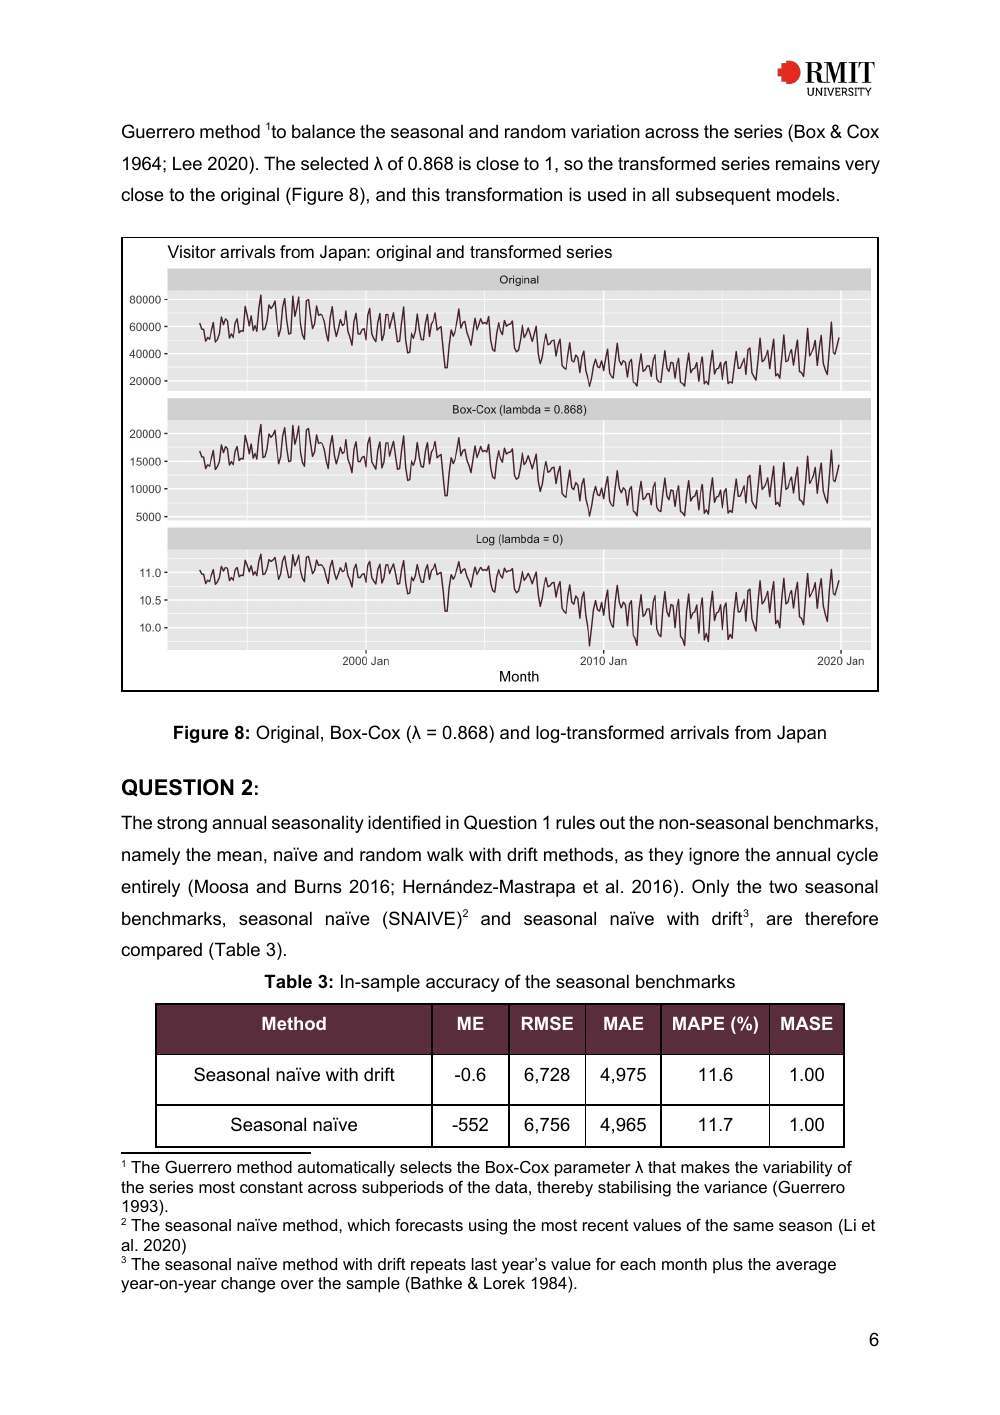 RMIT
UNIVERSITY
Guerrero method ¹to balance the seasonal and random variation across the series (Box & Cox
1964; Lee 2020). The selected λ of 0.868 is close to 1, so the transformed series remains very
close to the original (Figure 8), and this transformation is used in all subsequent models.
Visitor arrivals from Japan: original and transformed series
Original
80000
60000
40000
20000
Box-Cox (lambda = 0.868)
20000
15000
10000
5000
Log (lambda = 0)
11.0
10.5
10.0
2000 Jan 2010 Jan 2020 Jan
Month
Figure 8: Original, Box-Cox (λ = 0.868) and log-transformed arrivals from Japan
QUESTION 2:
The strong annual seasonality identified in Question 1 rules out the non-seasonal benchmarks,
namely the mean, naïve and random walk with drift methods, as they ignore the annual cycle
entirely (Moosa and Burns 2016; Hernández-Mastrapa et al. 2016). Only the two seasonal
benchmarks, seasonal naïve (SNAIVE)² and seasonal naïve with drift³, are therefore
compared (Table 3).
Table 3: In-sample accuracy of the seasonal benchmarks
Method ME RMSE MAE MAPE (%) MASE
Seasonal naïve with drift -0.6 6,728 4,975 11.6 1.00
Seasonal naïve -552 6,756 4,965 11.7 1.00
¹ The Guerrero method automatically selects the Box-Cox parameter λ that makes the variability of
the series most constant across subperiods of the data, thereby stabilising the variance (Guerrero
1993).
² The seasonal naïve method, which forecasts using the most recent values of the same season (Li et
al. 2020)
³ The seasonal naïve method with drift repeats last year's value for each month plus the average
year-on-year change over the sample (Bathke & Lorek 1984).
6